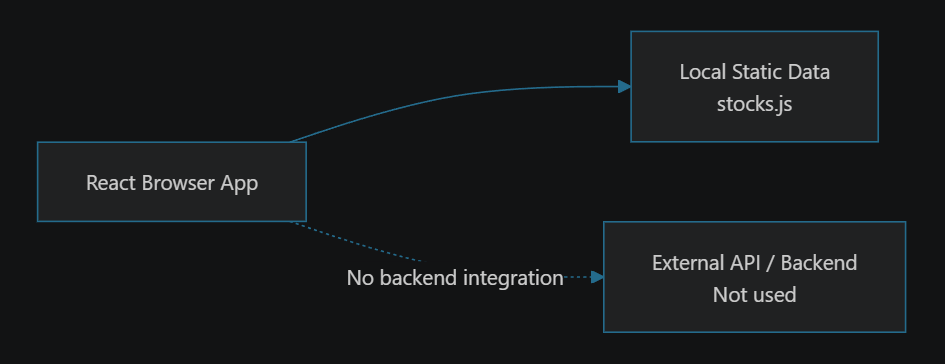 Local Static Data
stocks.js
React Browser App
No backend integration
External API / Backend
Not used